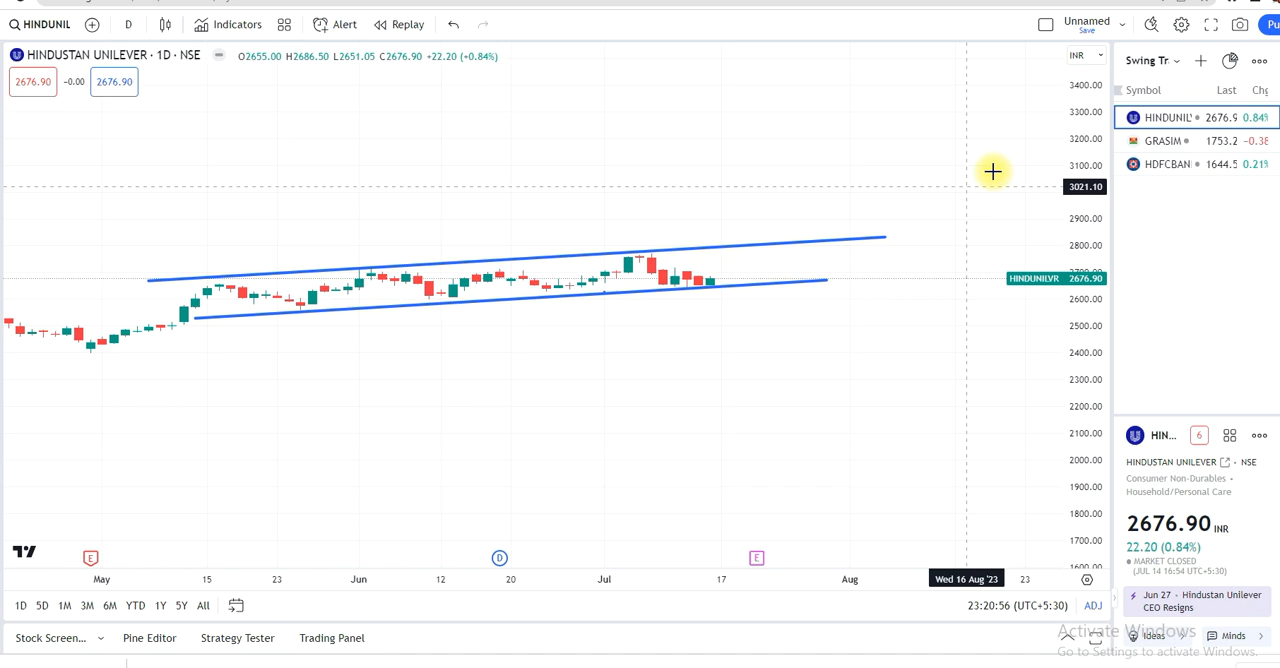 HINDUNIL
D
Indicators
Alert
Replay
Unnamed
Save
Pu
HINDUSTAN UNILEVER · 1D · NSE
O2655.00 H2686.50 L2651.05 C2676.90 +22.20 (+0.84%)
2676.90 -0.00 2676.90
INR
3400.00
3300.00
3200.00
3100.00
3021.10
2900.00
2800.00
2700.00
HINDUNILVR 2676.90
2600.00
2500.00
2400.00
2300.00
2200.00
2100.00
2000.00
1900.00
1800.00
1700.00
1600.00
E
D
E
May 15 23 Jun 12 20 Jul 17 Aug Wed 16 Aug '23 23
1D 5D 1M 3M 6M YTD 1Y 5Y All
23:20:56 (UTC+5:30) ADJ
Stock Screen... Pine Editor Strategy Tester Trading Panel
Swing Tr
Symbol Last Chg
HINDUNIL 2676.9 0.84%
GRASIM 1753.2 -0.38
HDFCBAN 1644.5 0.21%
HIN... 6
HINDUSTAN UNILEVER · NSE
Consumer Non-Durables •
Household/Personal Care
2676.90 INR
22.20 (0.84%)
MARKET CLOSED
(JUL 14 16:54 UTC+5:30)
Jun 27 • Hindustan Unilever
CEO Resigns
Ideas Minds
Activate Windows
Go to Settings to activate Windows.